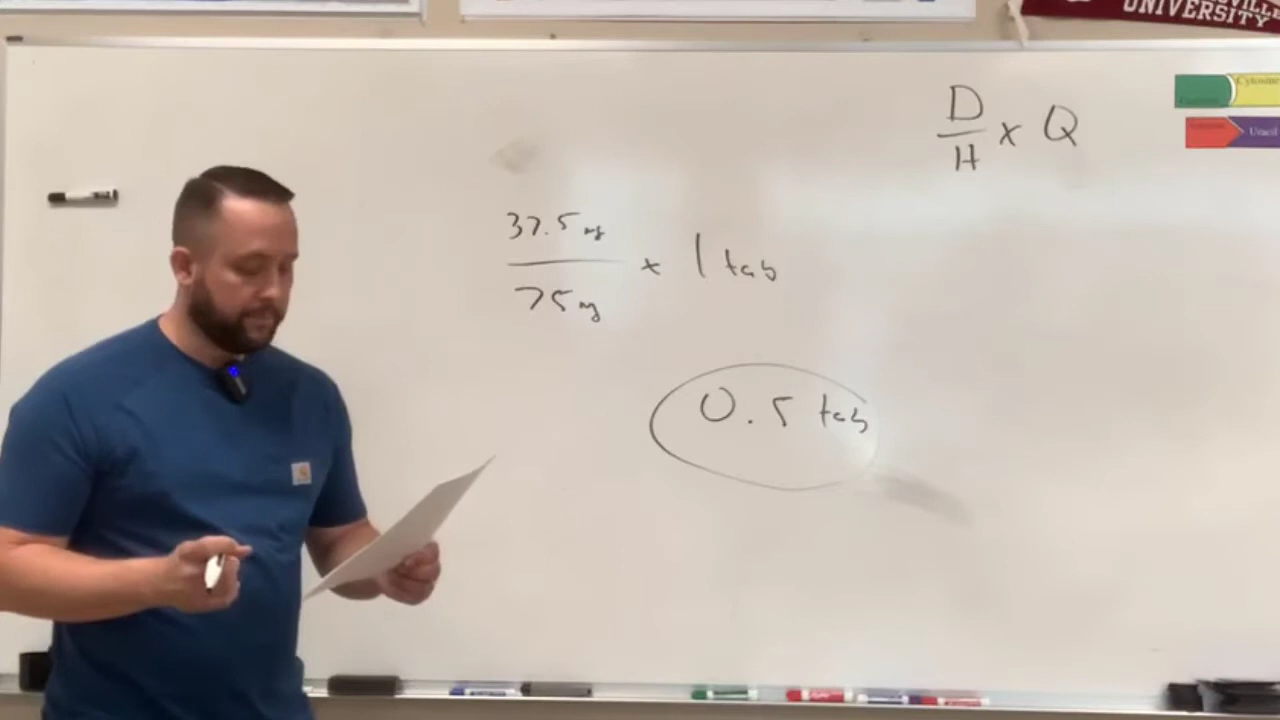 UNIVERSITY
Cytosine
Uracil
D
— x Q
H
37.5 mg
——— x 1 tab
75 mg
0.5 tab